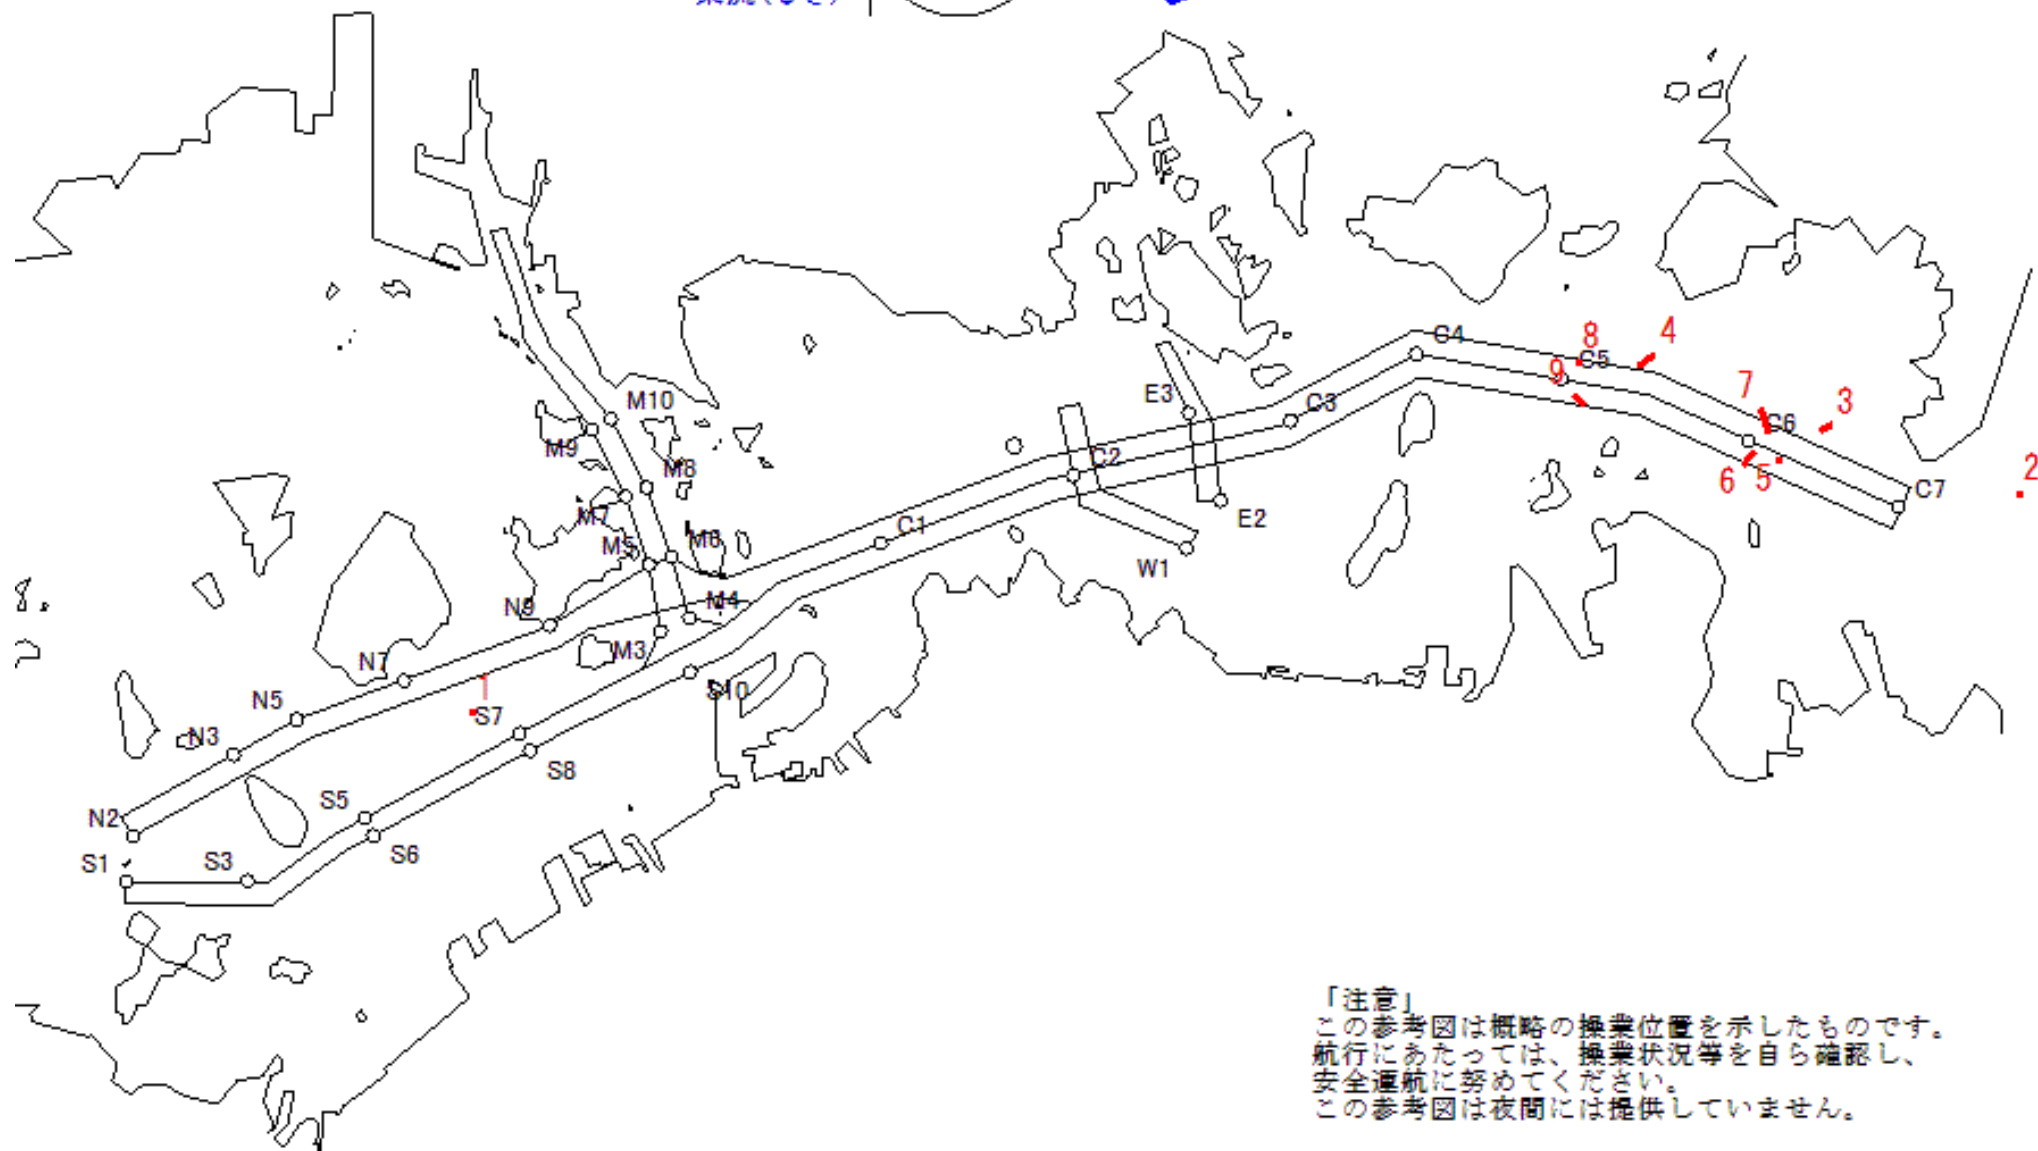 C4
8
4
C5
9
E3
M10
7
C3
C6
3
M9
M8
C2
6
5
2
C7
M7
C1
E2
M5
M6
W1
N9
M4
M3
N7
1
S10
N5
S7
N3
S8
S5
N2
S6
S1
S3
「注意」
この参考図は概略の操業位置を示したものです。
航行にあたっては、操業状況等を自ら確認し、
安全運航に努めてください。
この参考図は夜間には提供していません。